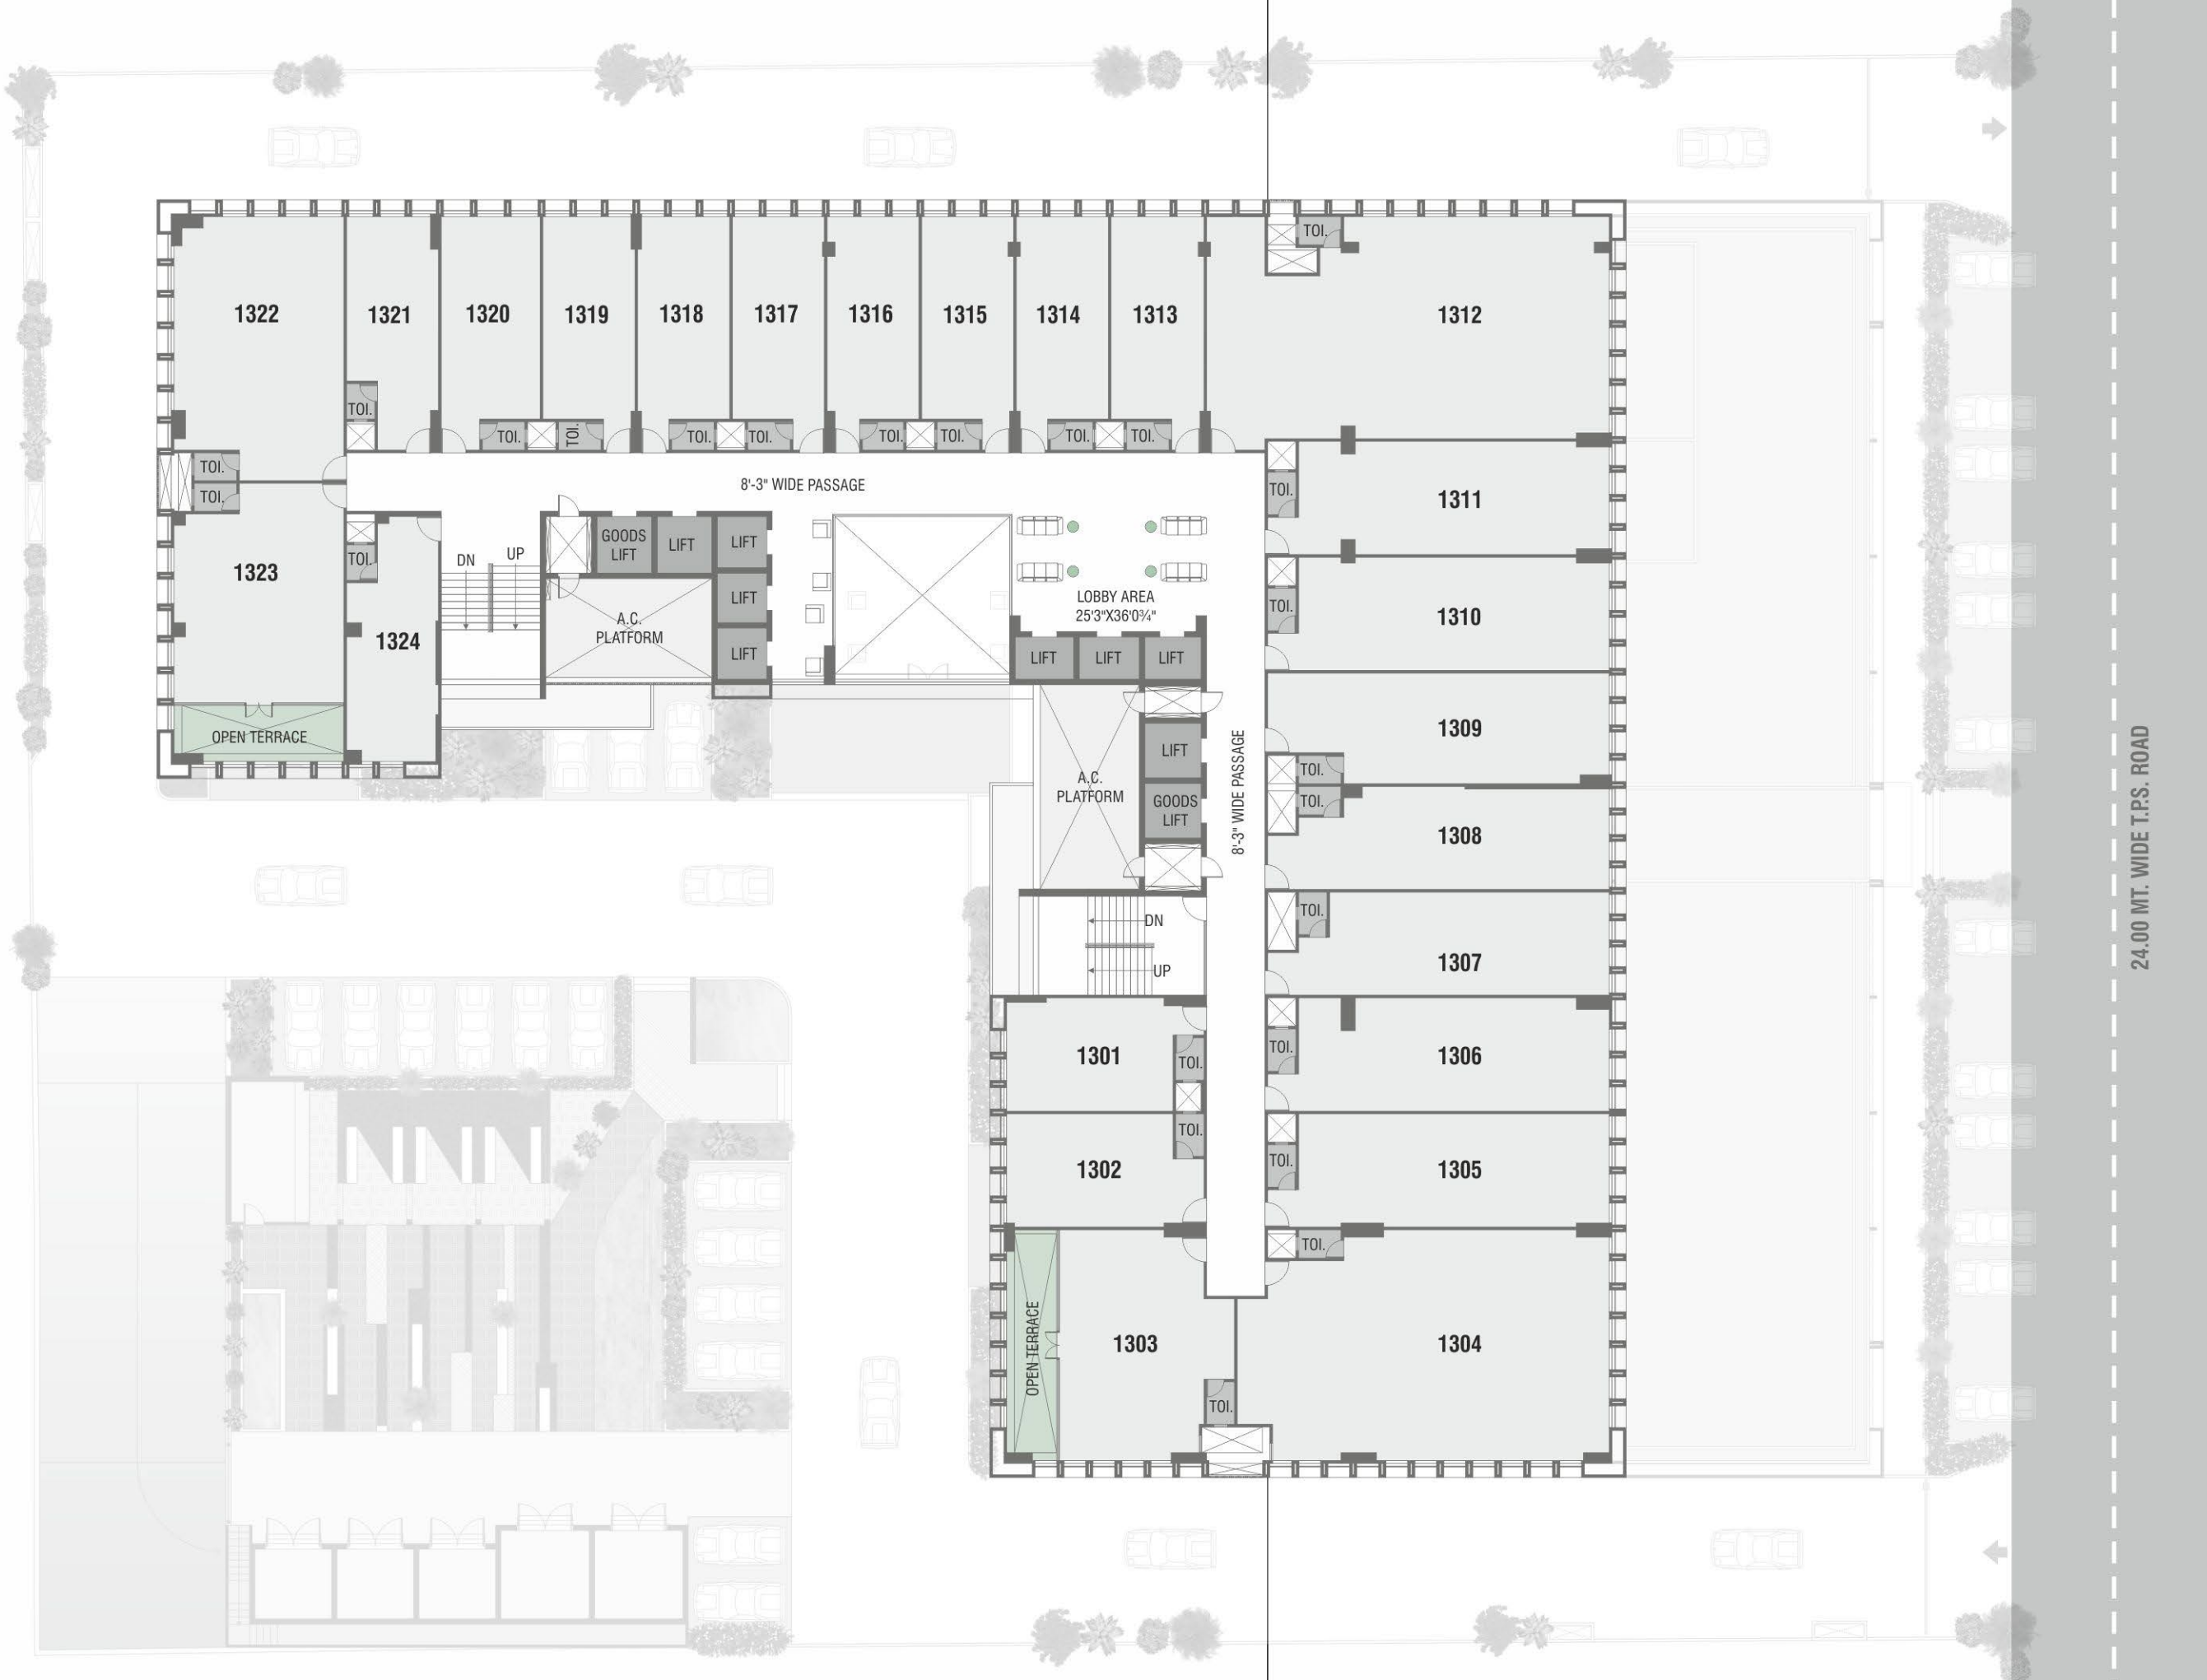 TOI.
1322
1321
1320
1319
1318
1317
1316
1315
1314
1313
1312
TOI.
TOI.
TOI.
TOI.
TOI.
TOI.
TOI.
TOI.
TOI.
TOI.
TOI.
8'-3" WIDE PASSAGE
TOI.
1311
1323
TOI.
1324
DN
UP
GOODS
LIFT
LIFT
LIFT
LIFT
LIFT
A.C.
PLATFORM
LOBBY AREA
25'3"X36'0¾"
LIFT
LIFT
LIFT
TOI.
1310
OPEN TERRACE
1309
TOI.
LIFT
A.C.
PLATFORM
GOODS
LIFT
8'-3" WIDE PASSAGE
TOI.
1308
24.00 MT. WIDE T.P.S. ROAD
DN
UP
TOI.
1307
1301
TOI.
TOI.
1306
1302
TOI.
TOI.
1305
TOI.
OPEN TERRACE
1303
1304
TOI.